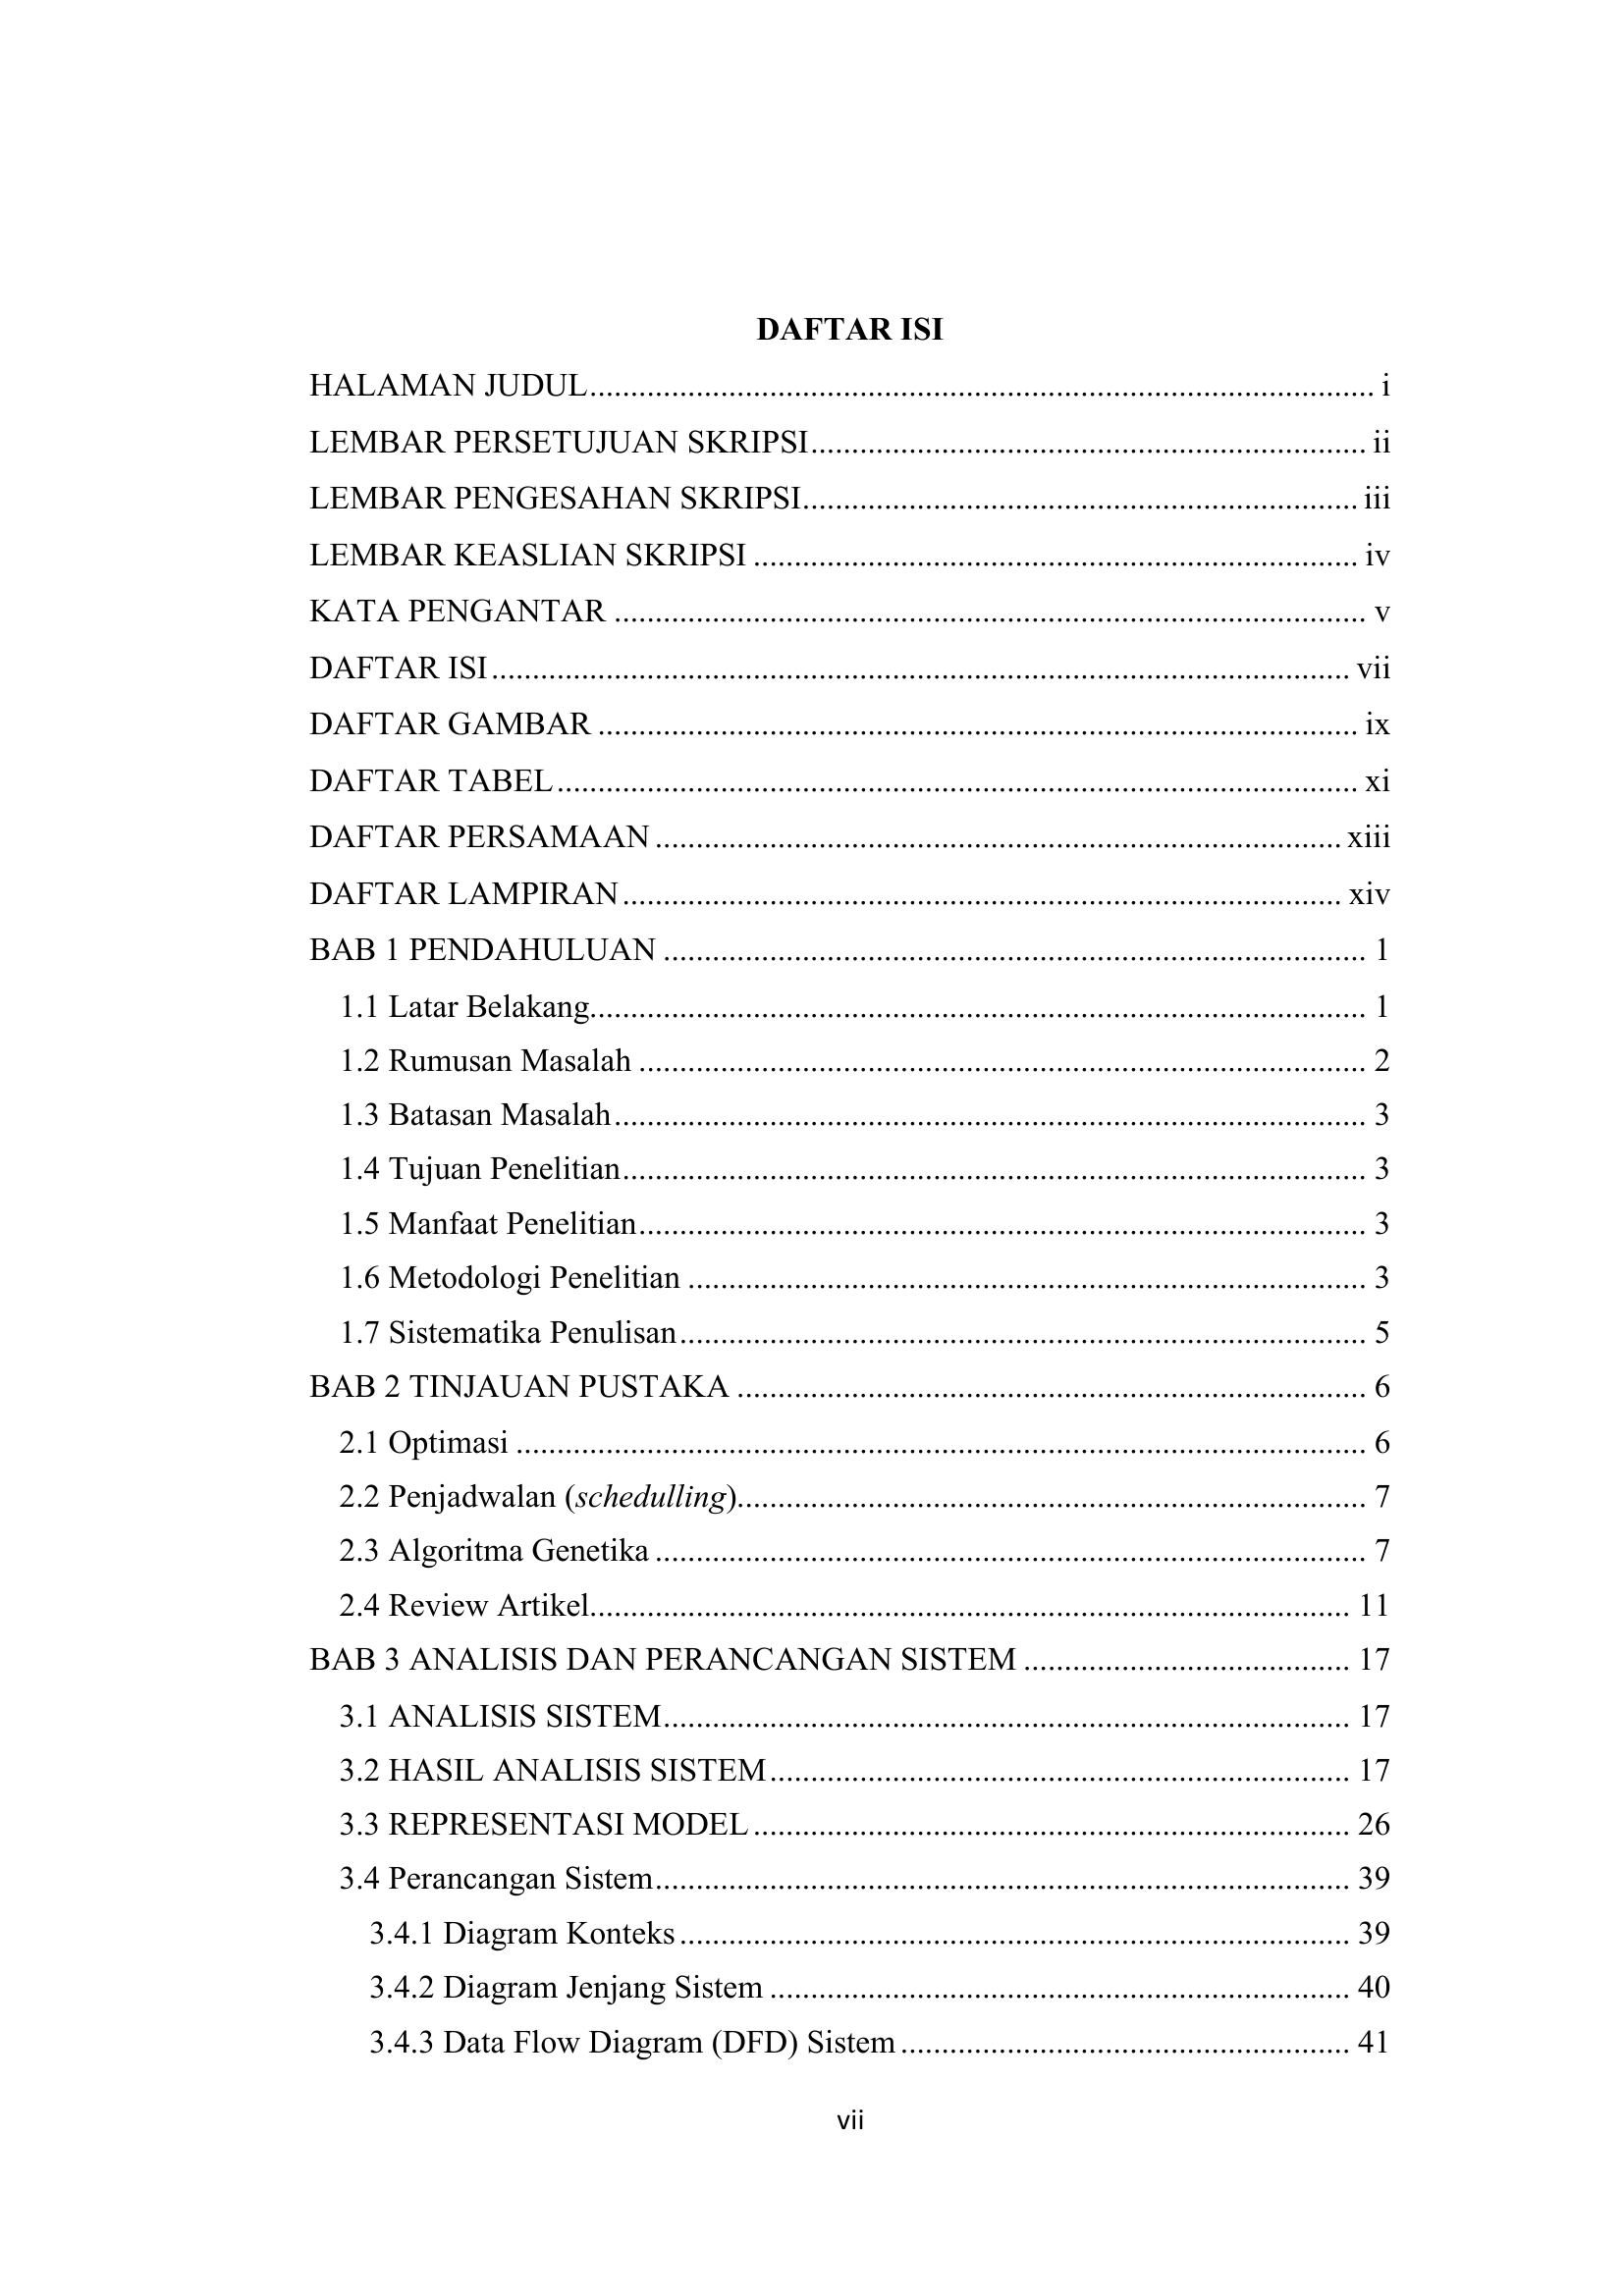 DAFTAR ISI
HALAMAN JUDUL i
LEMBAR PERSETUJUAN SKRIPSI ii
LEMBAR PENGESAHAN SKRIPSI iii
LEMBAR KEASLIAN SKRIPSI iv
KATA PENGANTAR v
DAFTAR ISI vii
DAFTAR GAMBAR ix
DAFTAR TABEL xi
DAFTAR PERSAMAAN xiii
DAFTAR LAMPIRAN xiv
BAB 1 PENDAHULUAN 1
1.1 Latar Belakang 1
1.2 Rumusan Masalah 2
1.3 Batasan Masalah 3
1.4 Tujuan Penelitian 3
1.5 Manfaat Penelitian 3
1.6 Metodologi Penelitian 3
1.7 Sistematika Penulisan 5
BAB 2 TINJAUAN PUSTAKA 6
2.1 Optimasi 6
2.2 Penjadwalan (schedulling) 7
2.3 Algoritma Genetika 7
2.4 Review Artikel 11
BAB 3 ANALISIS DAN PERANCANGAN SISTEM 17
3.1 ANALISIS SISTEM 17
3.2 HASIL ANALISIS SISTEM 17
3.3 REPRESENTASI MODEL 26
3.4 Perancangan Sistem 39
3.4.1 Diagram Konteks 39
3.4.2 Diagram Jenjang Sistem 40
3.4.3 Data Flow Diagram (DFD) Sistem 41
vii